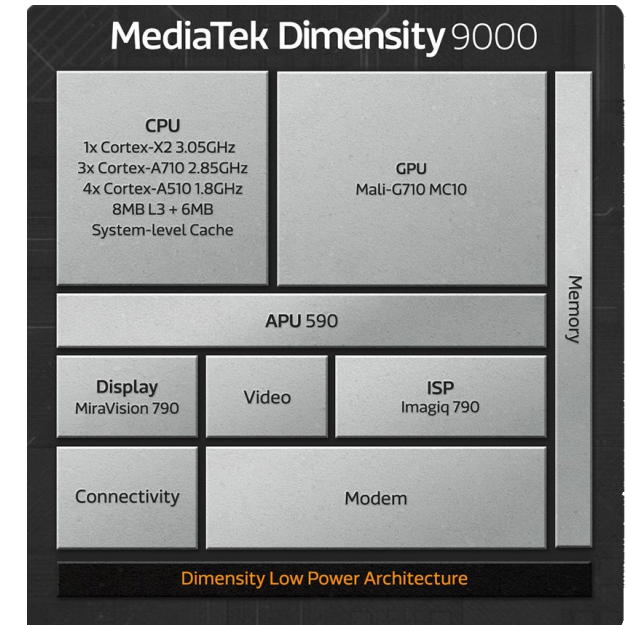 MediaTek Dimensity 9000
CPU
1x Cortex-X2 3.05GHz
3x Cortex-A710 2.85GHz
4x Cortex-A510 1.8GHz
8MB L3 + 6MB
System-level Cache
GPU
Mali-G710 MC10
Memory
APU 590
Display
MiraVision 790
Video
ISP
Imagiq 790
Connectivity
Modem
Dimensity Low Power Architecture